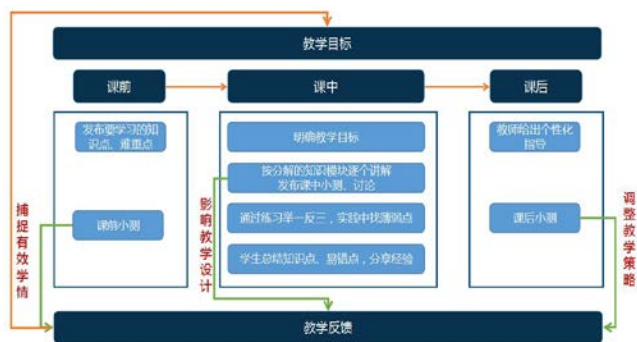 教学目标
课前
课中
课后
发布要学习的知
识点、难重点
课前小测
明确教学目标
按分解的知识模块逐个讲解
发布课中小测、讨论
通过练习举一反三，实践中找薄弱点
学生总结知识点、易错点，分享经验
教师给出个性化
指导
课后小测
捕捉有效学情
影响教学设计
调整教学策略
教学反馈